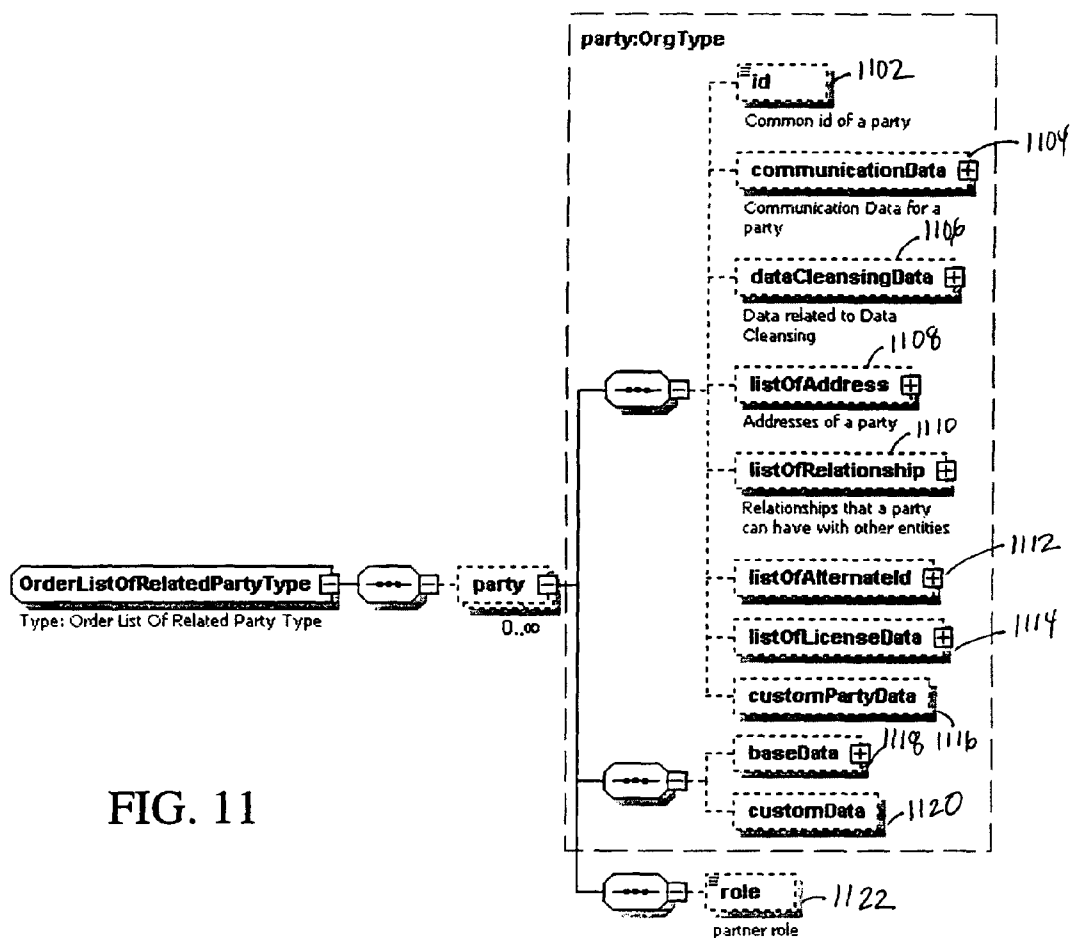 party:OrgType
id
1102
Common id of a party
1104
communicationData
Communication Data for a
party
1106
dataCleansingData
Data related to Data
Cleansing
1108
listOfAddress
Addresses of a party
1110
listOfRelationship
Relationships that a party
can have with other entities
1112
OrderListOfRelatedPartyType
Type: Order List Of Related Party Type
party
0..∞
listOfAlternateId
listOfLicenseData
1114
customPartyData
1116
baseData
1118
customData
1120
FIG. 11
role
1122
partner role